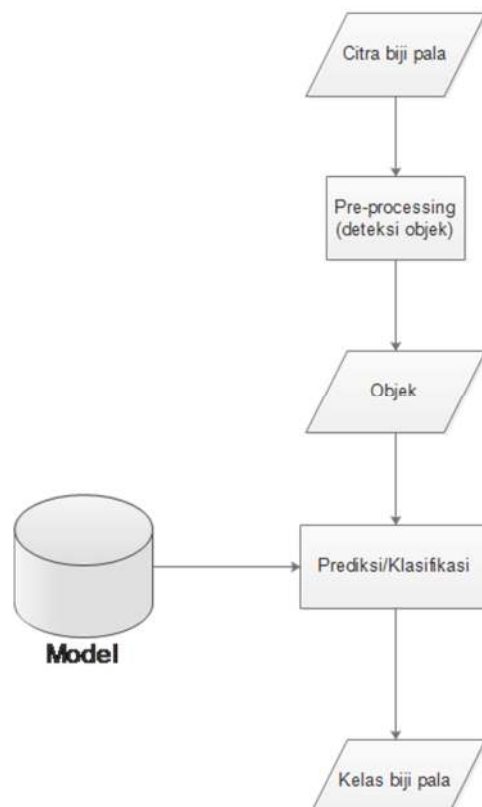 Citra biji pala
Pre-processing
(deteksi objek)
Objek
Prediksi/Klasifikasi
Model
Kelas biji pala